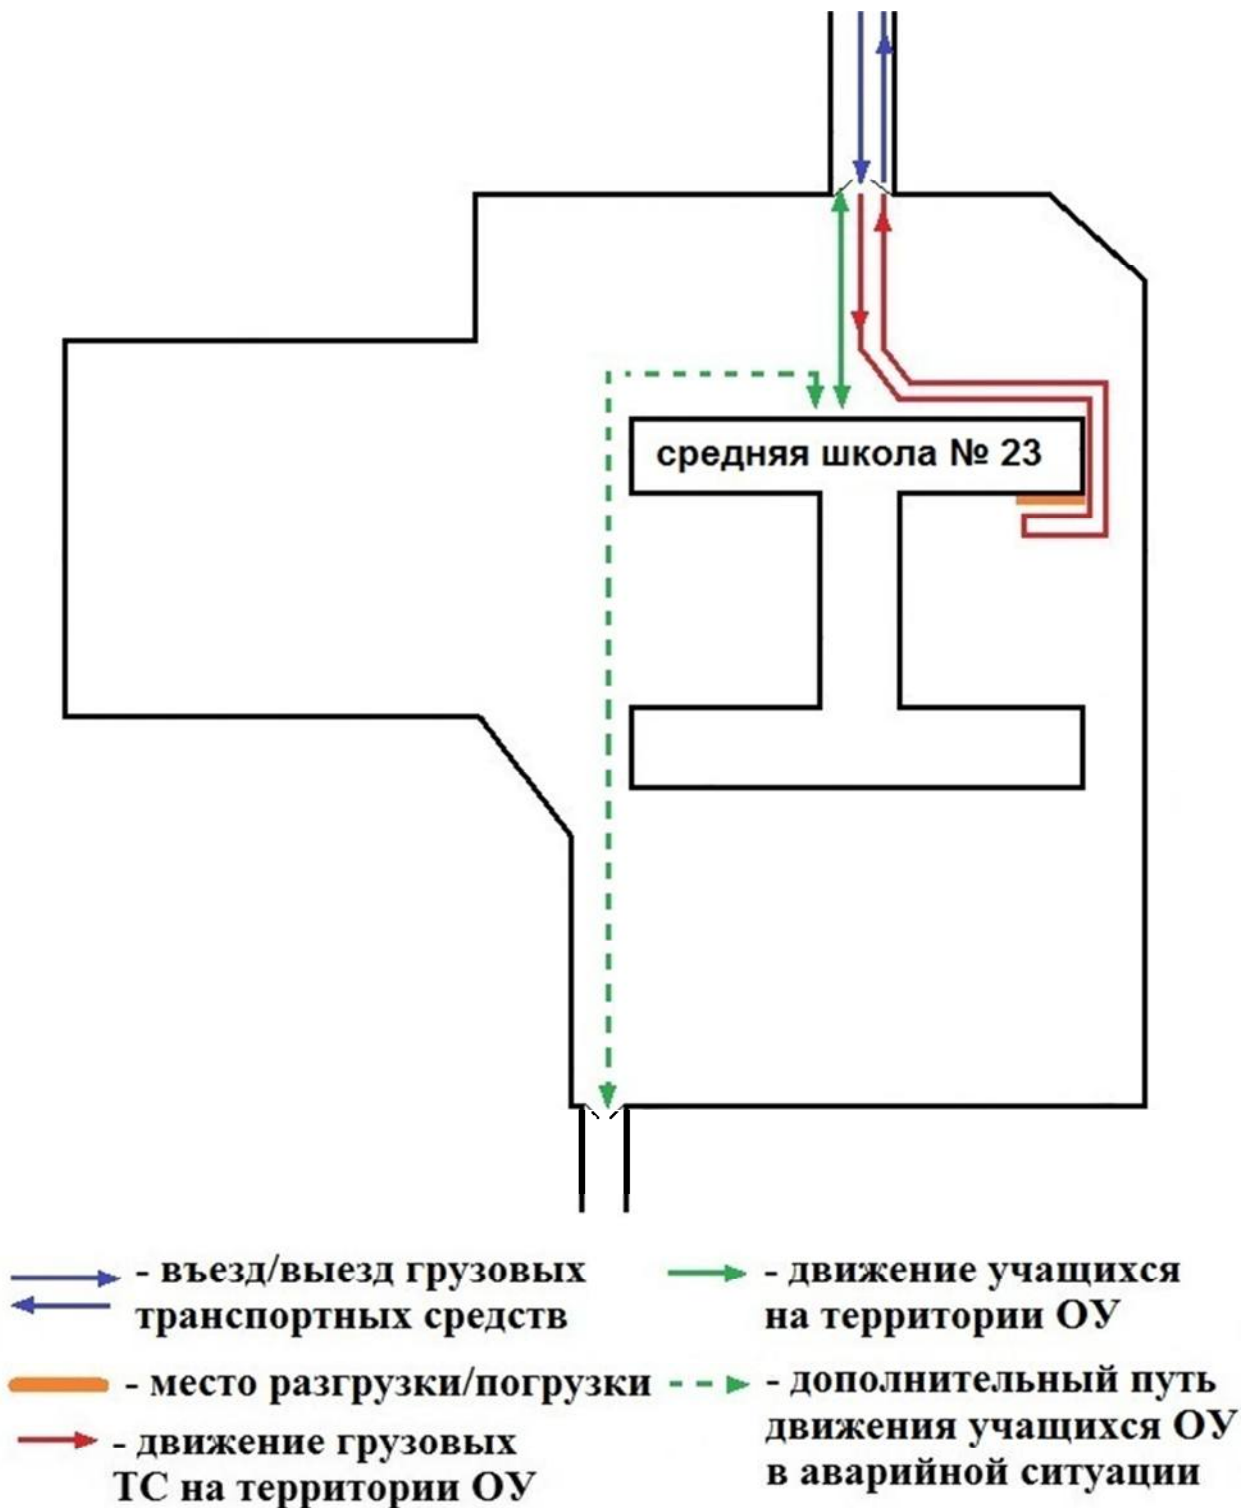 средняя школа № 23
- въезд/выезд грузовых
транспортных средств
- место разгрузки/погрузки
- движение грузовых
ТС на территории ОУ
- движение учащихся
на территории ОУ
- дополнительный путь
движения учащихся ОУ
в аварийной ситуации